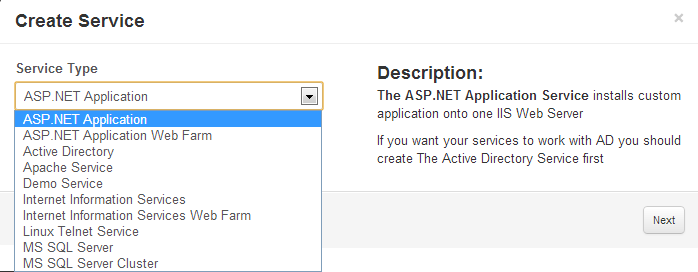 Create Service
×
Service Type
ASP.NET Application
ASP.NET Application
ASP.NET Application Web Farm
Active Directory
Apache Service
Demo Service
Internet Information Services
Internet Information Services Web Farm
Linux Telnet Service
MS SQL Server
MS SQL Server Cluster
Description:
The ASP.NET Application Service installs custom
application onto one IIS Web Server
If you want your services to work with AD you should
create The Active Directory Service first
Next